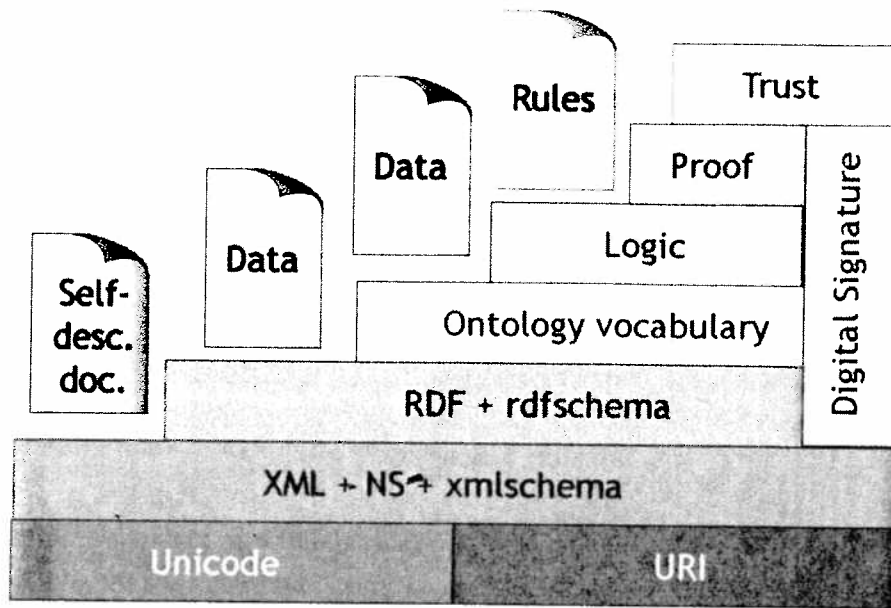 Rules
Trust
Data
Proof
Data
Logic
Self-
desc.
doc.
Ontology vocabulary
Digital Signature
RDF + rdfschema
XML + NS + xmlschema
Unicode
URI